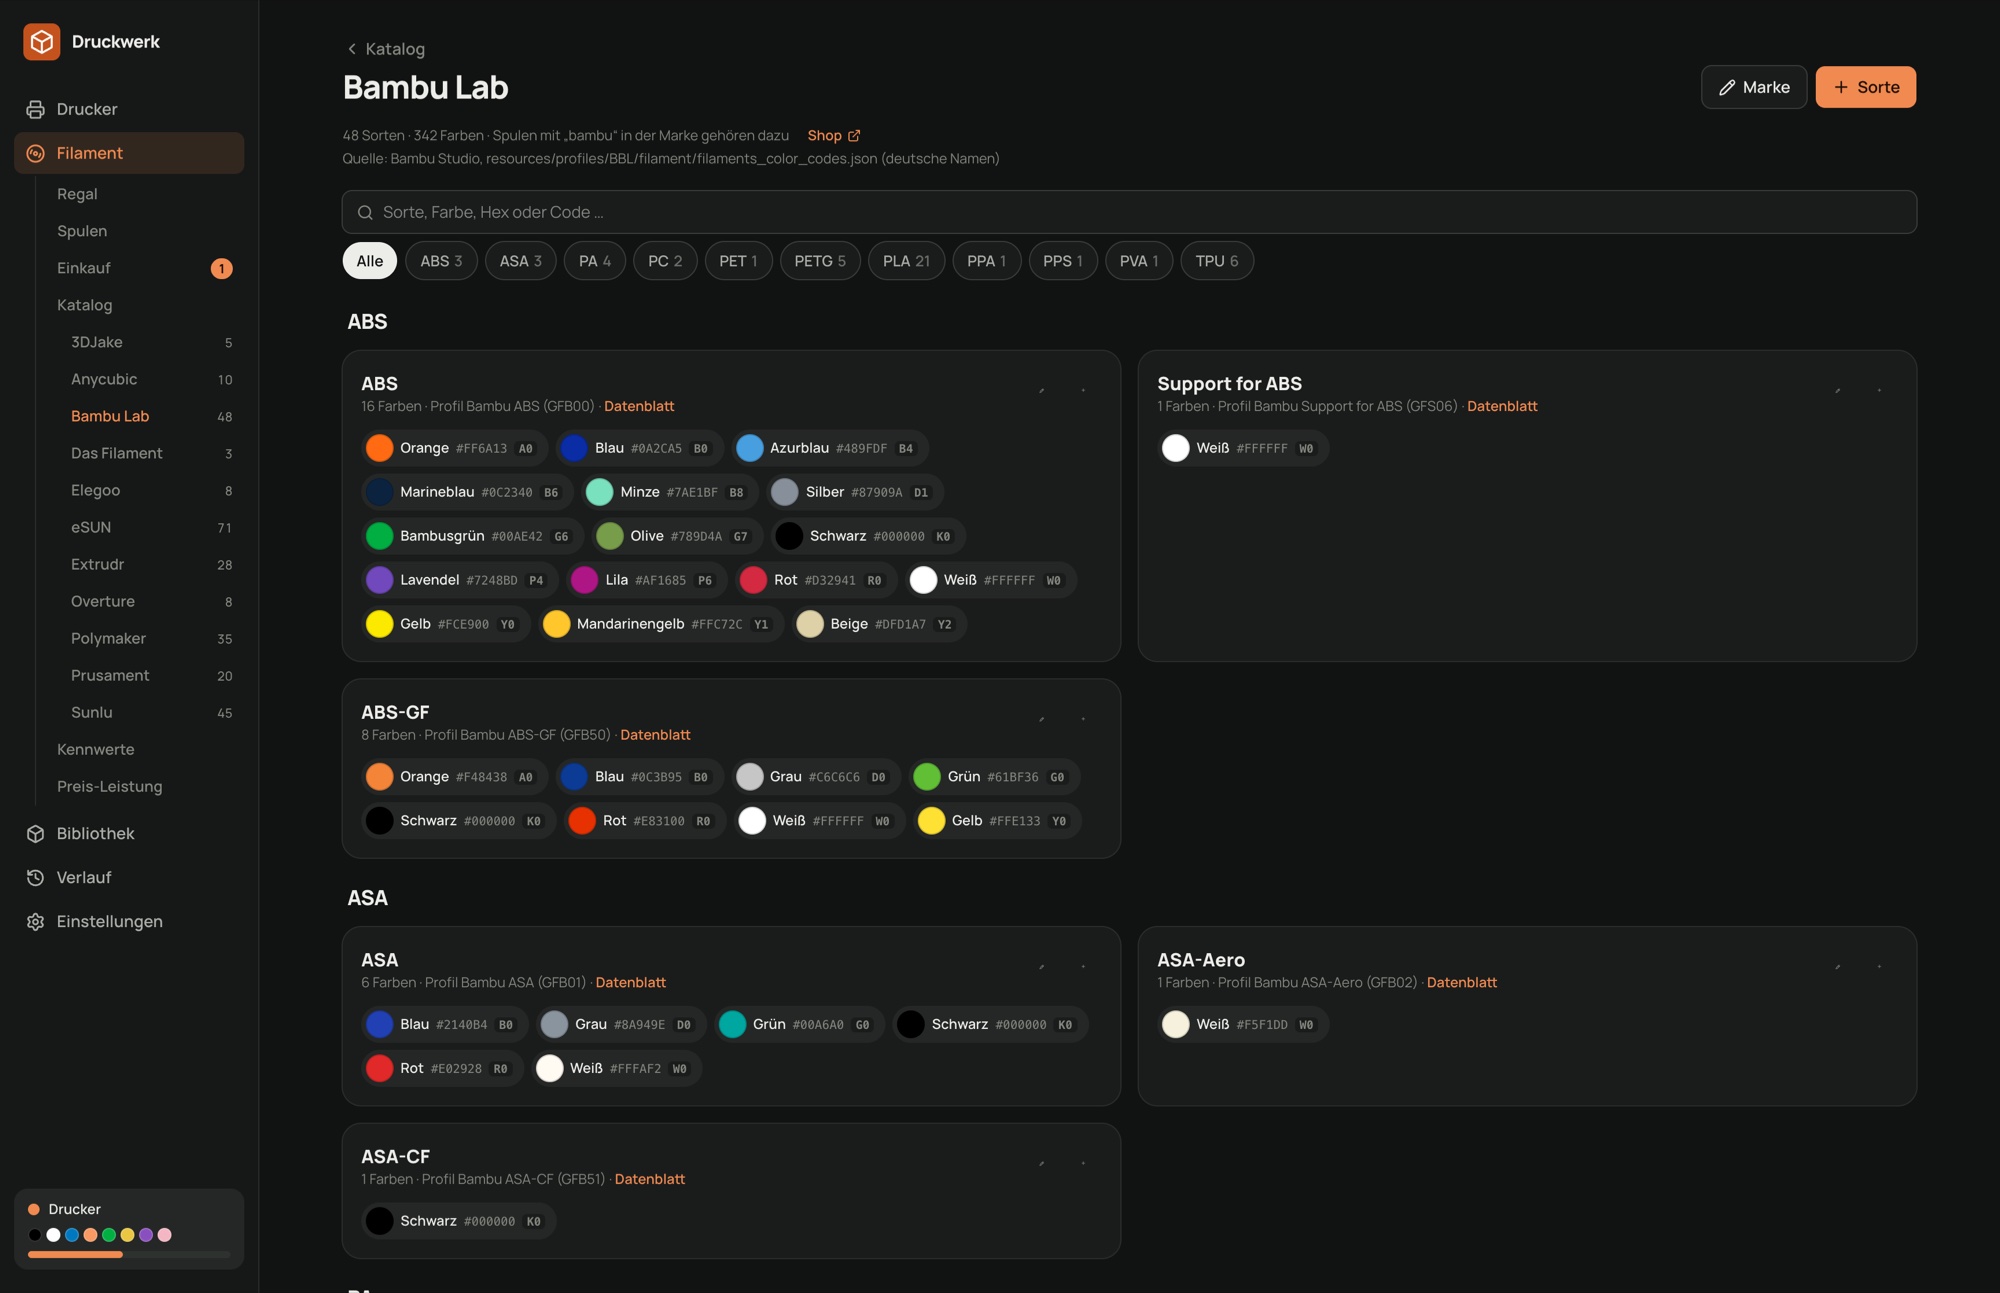 Druckwerk
Drucker
Filament
Regal
Spulen
Einkauf 1
Katalog
3DJake 5
Anycubic 10
Bambu Lab 48
Das Filament 3
Elegoo 8
eSUN 71
Extrudr 28
Overture 8
Polymaker 35
Prusament 20
Sunlu 45
Kennwerte
Preis-Leistung
Bibliothek
Verlauf
Einstellungen
Drucker
Katalog
Bambu Lab
Marke
Sorte
48 Sorten · 342 Farben · Spulen mit „bambu“ in der Marke gehören dazu Shop
Quelle: Bambu Studio, resources/profiles/BBL/filament/filaments_color_codes.json (deutsche Namen)
Sorte, Farbe, Hex oder Code …
Alle ABS 3 ASA 3 PA 4 PC 2 PET 1 PETG 5 PLA 21 PPA 1 PPS 1 PVA 1 TPU 6
ABS
ABS
16 Farben · Profil Bambu ABS (GFB00) · Datenblatt
Orange #FF6A13 A0 Blau #0A2CA5 B0 Azurblau #489FDF B4
Marineblau #0C2340 B6 Minze #7AE1BF B8 Silber #87909A D1
Bambusgrün #00AE42 G6 Olive #789D4A G7 Schwarz #000000 K0
Lavendel #7248BD P4 Lila #AF1685 P6 Rot #D32941 R0 Weiß #FFFFFF W0
Gelb #FCE900 Y0 Mandarinengelb #FFC72C Y1 Beige #DFD1A7 Y2
Support for ABS
1 Farben · Profil Bambu Support for ABS (GFS06) · Datenblatt
Weiß #FFFFFF W0
ABS-GF
8 Farben · Profil Bambu ABS-GF (GFB50) · Datenblatt
Orange #F48438 A0 Blau #0C3B95 B0 Grau #C6C6C6 D0 Grün #61BF36 G0
Schwarz #000000 K0 Rot #E83100 R0 Weiß #FFFFFF W0 Gelb #FFE133 Y0
ASA
ASA
6 Farben · Profil Bambu ASA (GFB01) · Datenblatt
Blau #2140B4 B0 Grau #8A949E D0 Grün #00A6A0 G0 Schwarz #000000 K0
Rot #E02928 R0 Weiß #FFFAF2 W0
ASA-Aero
1 Farben · Profil Bambu ASA-Aero (GFB02) · Datenblatt
Weiß #F5F1DD W0
ASA-CF
1 Farben · Profil Bambu ASA-CF (GFB51) · Datenblatt
Schwarz #000000 K0